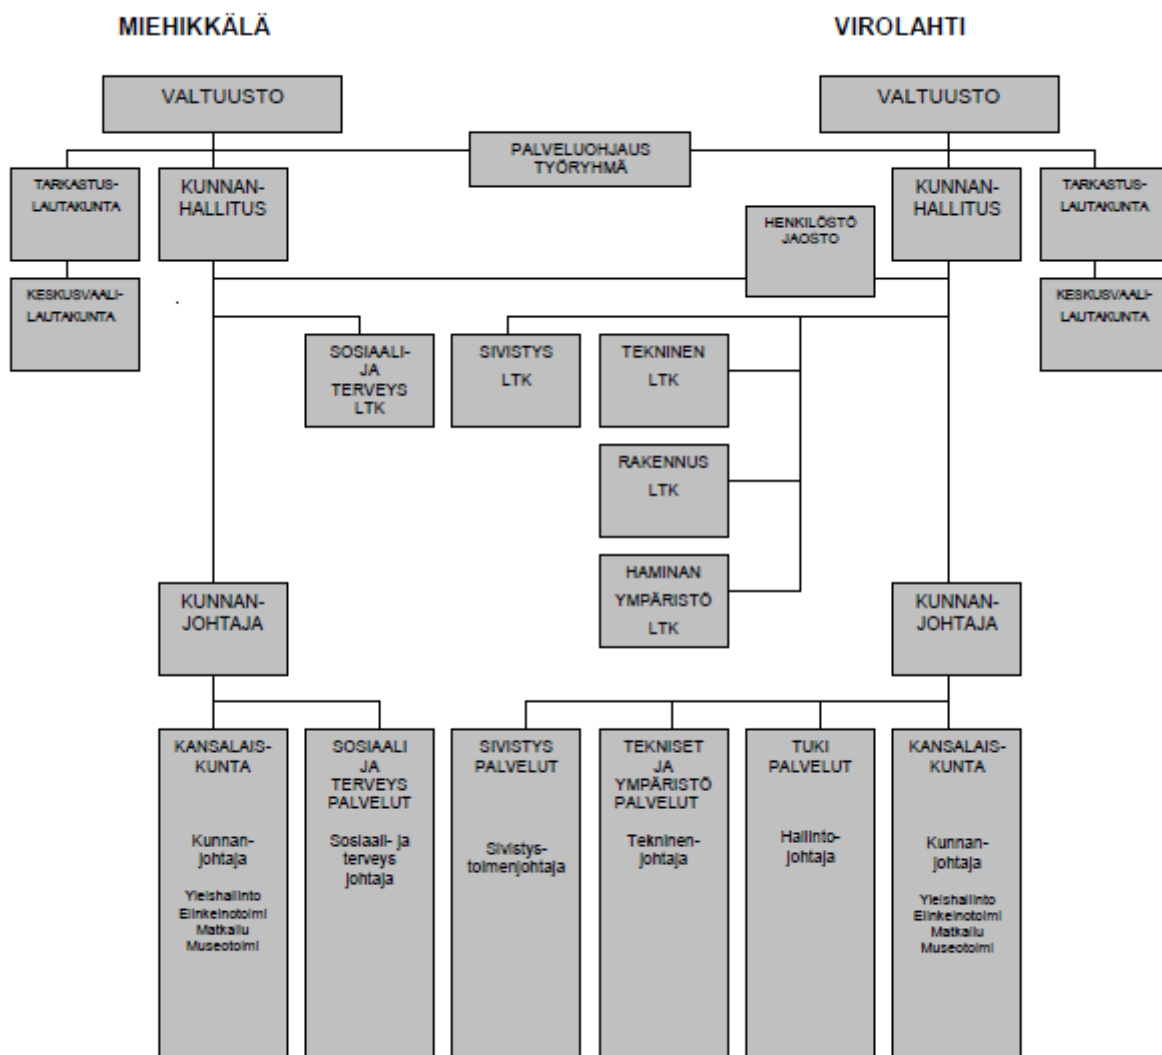 MIEHIKKÄLÄ
VIROLAHTI
VALTUUSTO
VALTUUSTO
PALVELUOHJAUS
TYÖRYHMÄ
TARKASTUS-
LAUTAKUNTA
KUNNAN-
HALLITUS
HENKILÖSTÖ
JAOSTO
KUNNAN-
HALLITUS
TARKASTUS-
LAUTAKUNTA
KESKUSVAALI-
LAUTAKUNTA
KESKUSVAALI-
LAUTAKUNTA
SOSIAALI-
JA
TERVEYS
LTK
SIVISTYS
LTK
TEKNINEN
LTK
RAKENNUS
LTK
HAMINAN
YMPÄRISTÖ
LTK
KUNNAN-
JOHTAJA
KUNNAN-
JOHTAJA
KANSALAIS-
KUNTA
Kunnan-
johtaja
Yleishallinto
Elinkeinotoimi
Matkailu
Museotoimi
SOSIAALI
JA
TERVEYS
PALVELUT
Sosiaali- ja
terveys
johtaja
SIVISTYS
PALVELUT
Sivistys-
toimenjohtaja
TEKNISET
JA
YMPÄRISTÖ
PALVELUT
Tekninen-
johtaja
TUKI
PALVELUT
Hallinto-
johtaja
KANSALAIS-
KUNTA
Kunnan-
johtaja
Yleishallinto
Elinkeinotoimi
Matkailu
Museotoimi